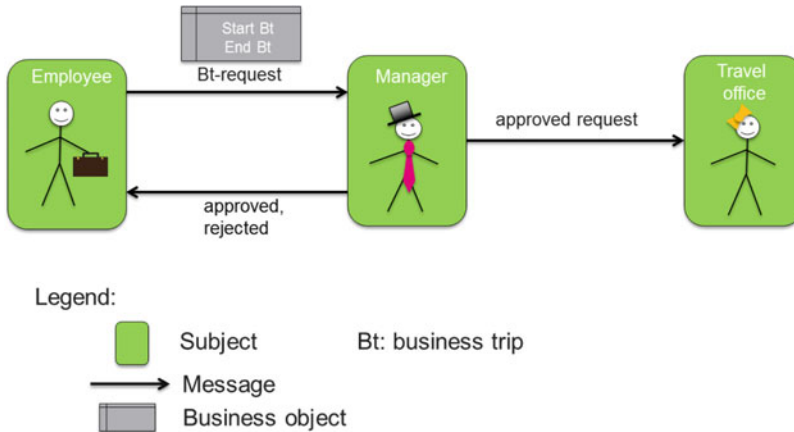 Start Bt
End Bt
Employee
Bt-request
Manager
Travel
office
approved request
approved,
rejected
Legend:
Subject
Bt: business trip
Message
Business object